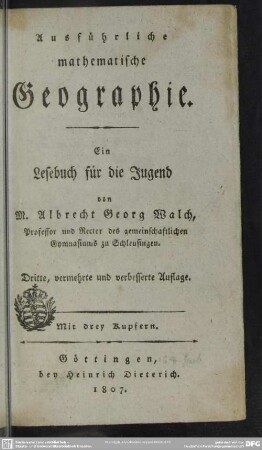 Ausführliche
mathematische
Geographie.
Ein
Lesebuch für die Jugend
von
M. Albrecht Georg Walch,
Professor und Rector des gemeinschaftlichen
Gymnasiums zu Schleusingen.
Dritte, vermehrte und verbesserte Auflage.
Mit drey Kupfern.
Göttingen,
bey Heinrich Dieterich.
1807.